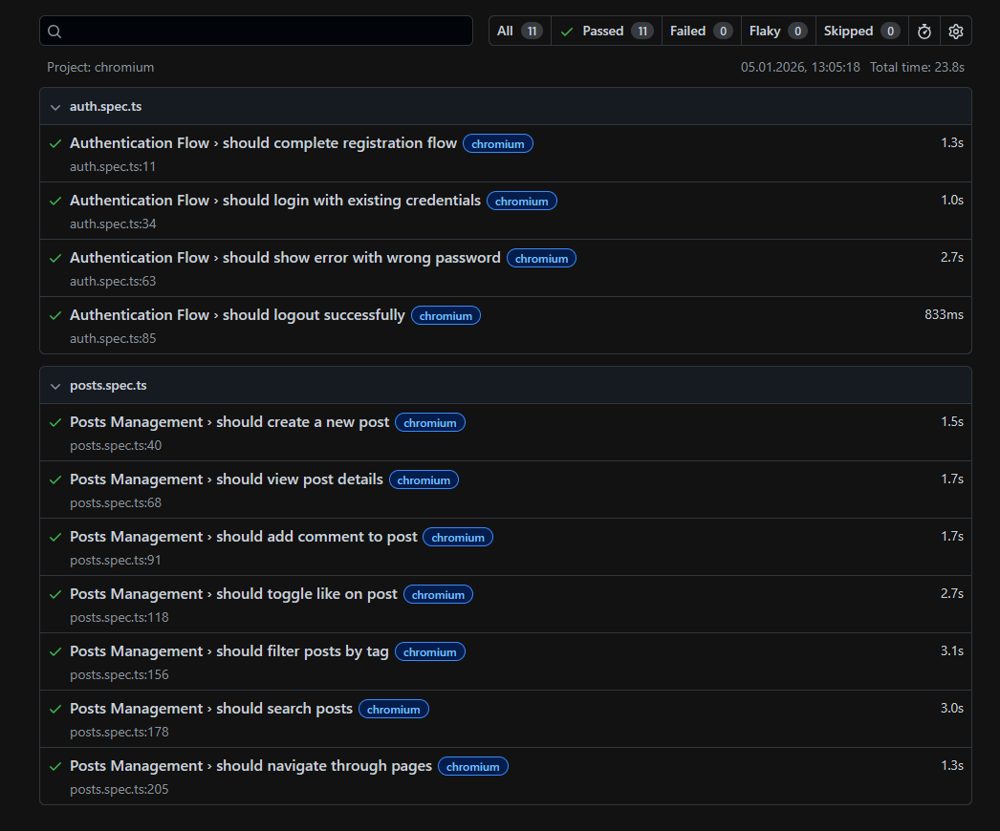 All 11 Passed 11 Failed 0 Flaky 0 Skipped 0
Project: chromium 05.01.2026, 13:05:18 Total time: 23.8s
auth.spec.ts
Authentication Flow › should complete registration flow chromium 1.3s
auth.spec.ts:11
Authentication Flow › should login with existing credentials chromium 1.0s
auth.spec.ts:34
Authentication Flow › should show error with wrong password chromium 2.7s
auth.spec.ts:63
Authentication Flow › should logout successfully chromium 833ms
auth.spec.ts:85
posts.spec.ts
Posts Management › should create a new post chromium 1.5s
posts.spec.ts:40
Posts Management › should view post details chromium 1.7s
posts.spec.ts:68
Posts Management › should add comment to post chromium 1.7s
posts.spec.ts:91
Posts Management › should toggle like on post chromium 2.7s
posts.spec.ts:118
Posts Management › should filter posts by tag chromium 3.1s
posts.spec.ts:156
Posts Management › should search posts chromium 3.0s
posts.spec.ts:178
Posts Management › should navigate through pages chromium 1.3s
posts.spec.ts:205